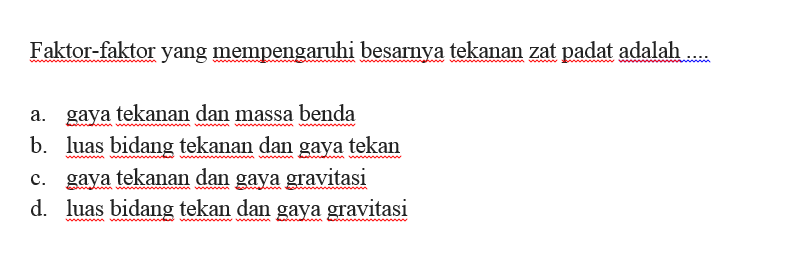 Faktor-faktor yang mempengaruhi besarnya tekanan zat padat adalah ....
a. gaya tekanan dan massa benda
b. luas bidang tekanan dan gaya tekan
c. gaya tekanan dan gaya gravitasi
d. luas bidang tekan dan gaya gravitasi